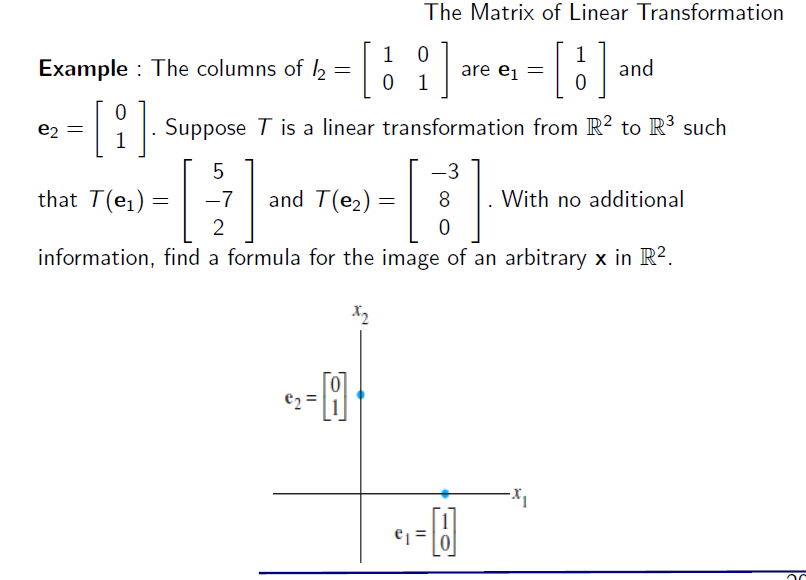 The Matrix of Linear Transformation
Example : The columns of I₂ = [ 1 0 ; 0 1 ] are e₁ = [ 1 ; 0 ] and
e₂ = [ 0 ; 1 ]. Suppose T is a linear transformation from ℝ² to ℝ³ such
that T(e₁) = [ 5 ; −7 ; 2 ] and T(e₂) = [ −3 ; 8 ; 0 ]. With no additional
information, find a formula for the image of an arbitrary x in ℝ².
x₂
e₂ = [ 0 ; 1 ]
x₁
e₁ = [ 1 ; 0 ]